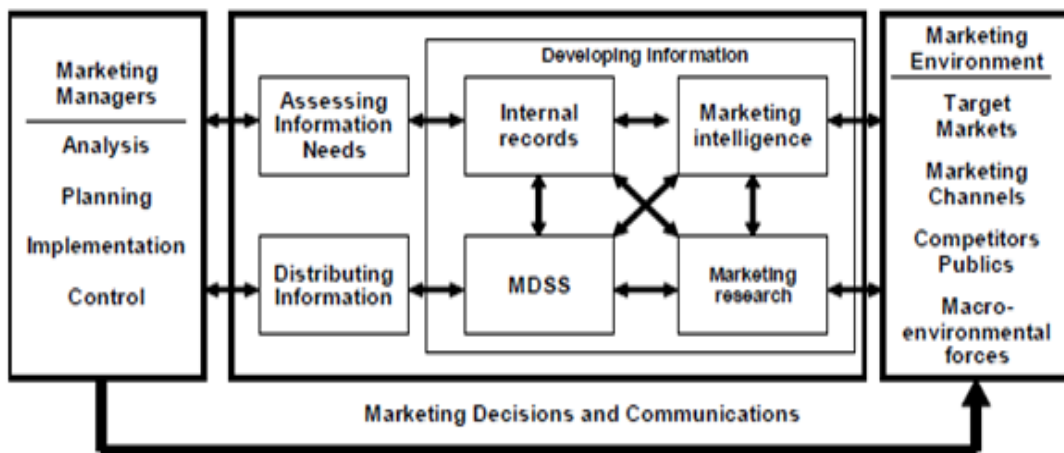 Marketing
Managers
Analysis
Planning
Implementation
Control
Assessing
Information
Needs
Distributing
Information
Developing Information
Internal
records
Marketing
intelligence
MDSS
Marketing
research
Marketing
Environment
Target
Markets
Marketing
Channels
Competitors
Publics
Macro-
environmental
forces
Marketing Decisions and Communications